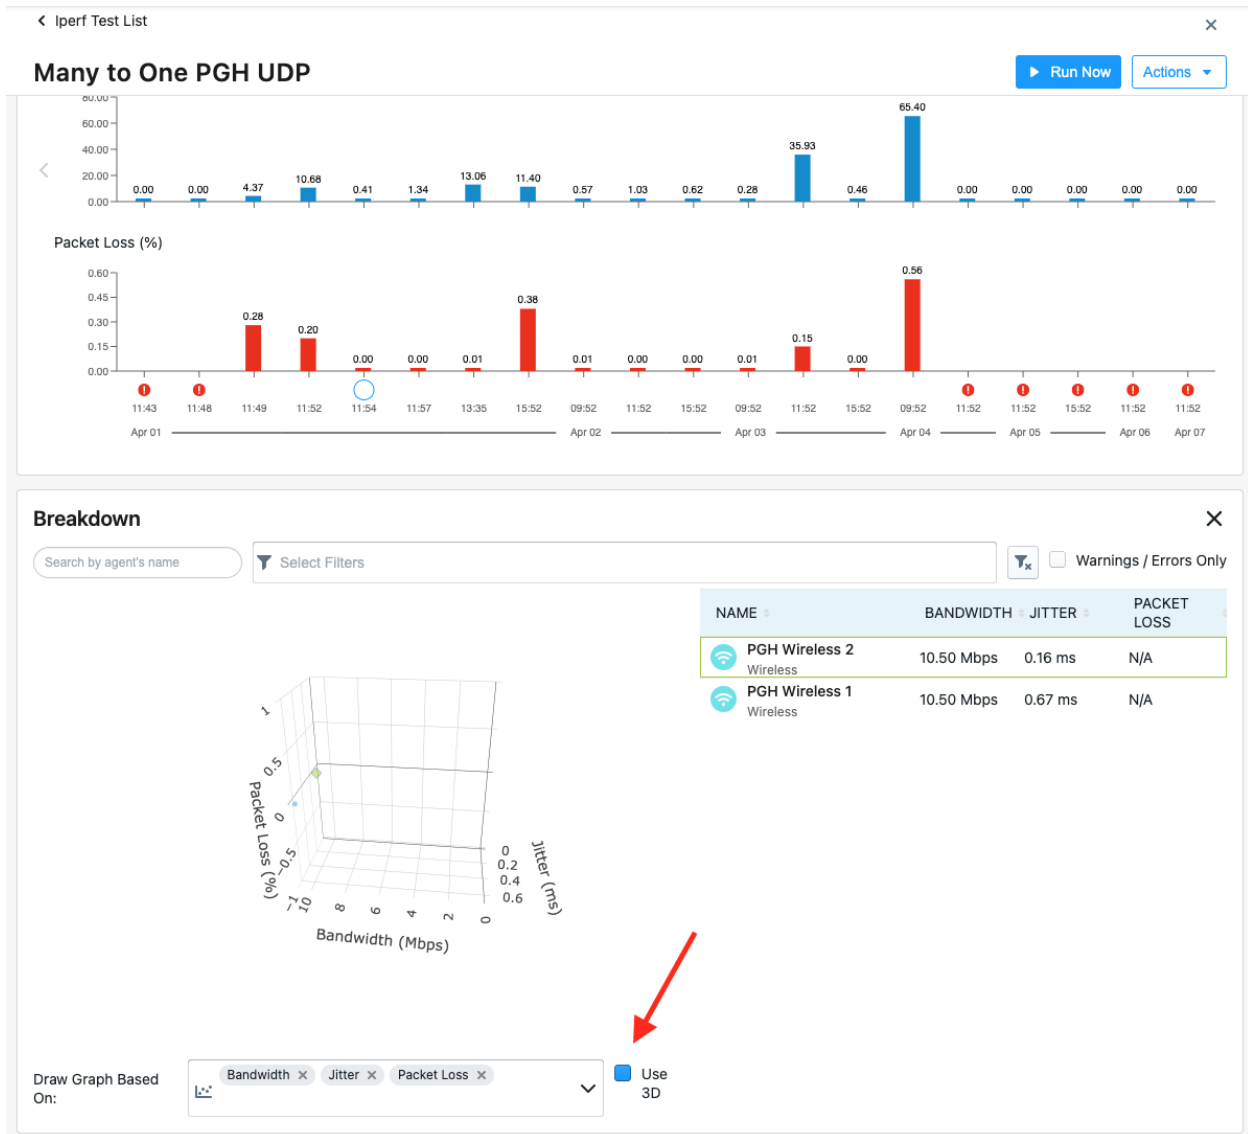 Iperf Test List
Many to One PGH UDP
Run Now
Actions
80.00
60.00
40.00
20.00
0.00
0.00 0.00 4.37 10.68 0.41 1.34 13.06 11.40 0.57 1.03 0.62 0.28 35.93 0.46 65.40 0.00 0.00 0.00 0.00 0.00
Packet Loss (%)
0.60
0.45
0.30
0.15
0.00
0.28 0.20 0.00 0.00 0.01 0.38 0.01 0.00 0.00 0.01 0.15 0.00 0.56
11:43 11:48 11:49 11:52 11:54 11:57 13:35 15:52 09:52 11:52 15:52 09:52 11:52 15:52 09:52 11:52 11:52 15:52 11:52 11:52
Apr 01 Apr 02 Apr 03 Apr 04 Apr 05 Apr 06 Apr 07
Breakdown
Search by agent's name
Select Filters
Warnings / Errors Only
NAME BANDWIDTH JITTER PACKET LOSS
PGH Wireless 2 10.50 Mbps 0.16 ms N/A
Wireless
PGH Wireless 1 10.50 Mbps 0.67 ms N/A
Wireless
1
0.5
0
−0.5
−1
Packet Loss (%)
10 8 6 4 2 0
Bandwidth (Mbps)
0
0.2
0.4
0.6
Jitter (ms)
Draw Graph Based
On:
Bandwidth Jitter Packet Loss
Use
3D